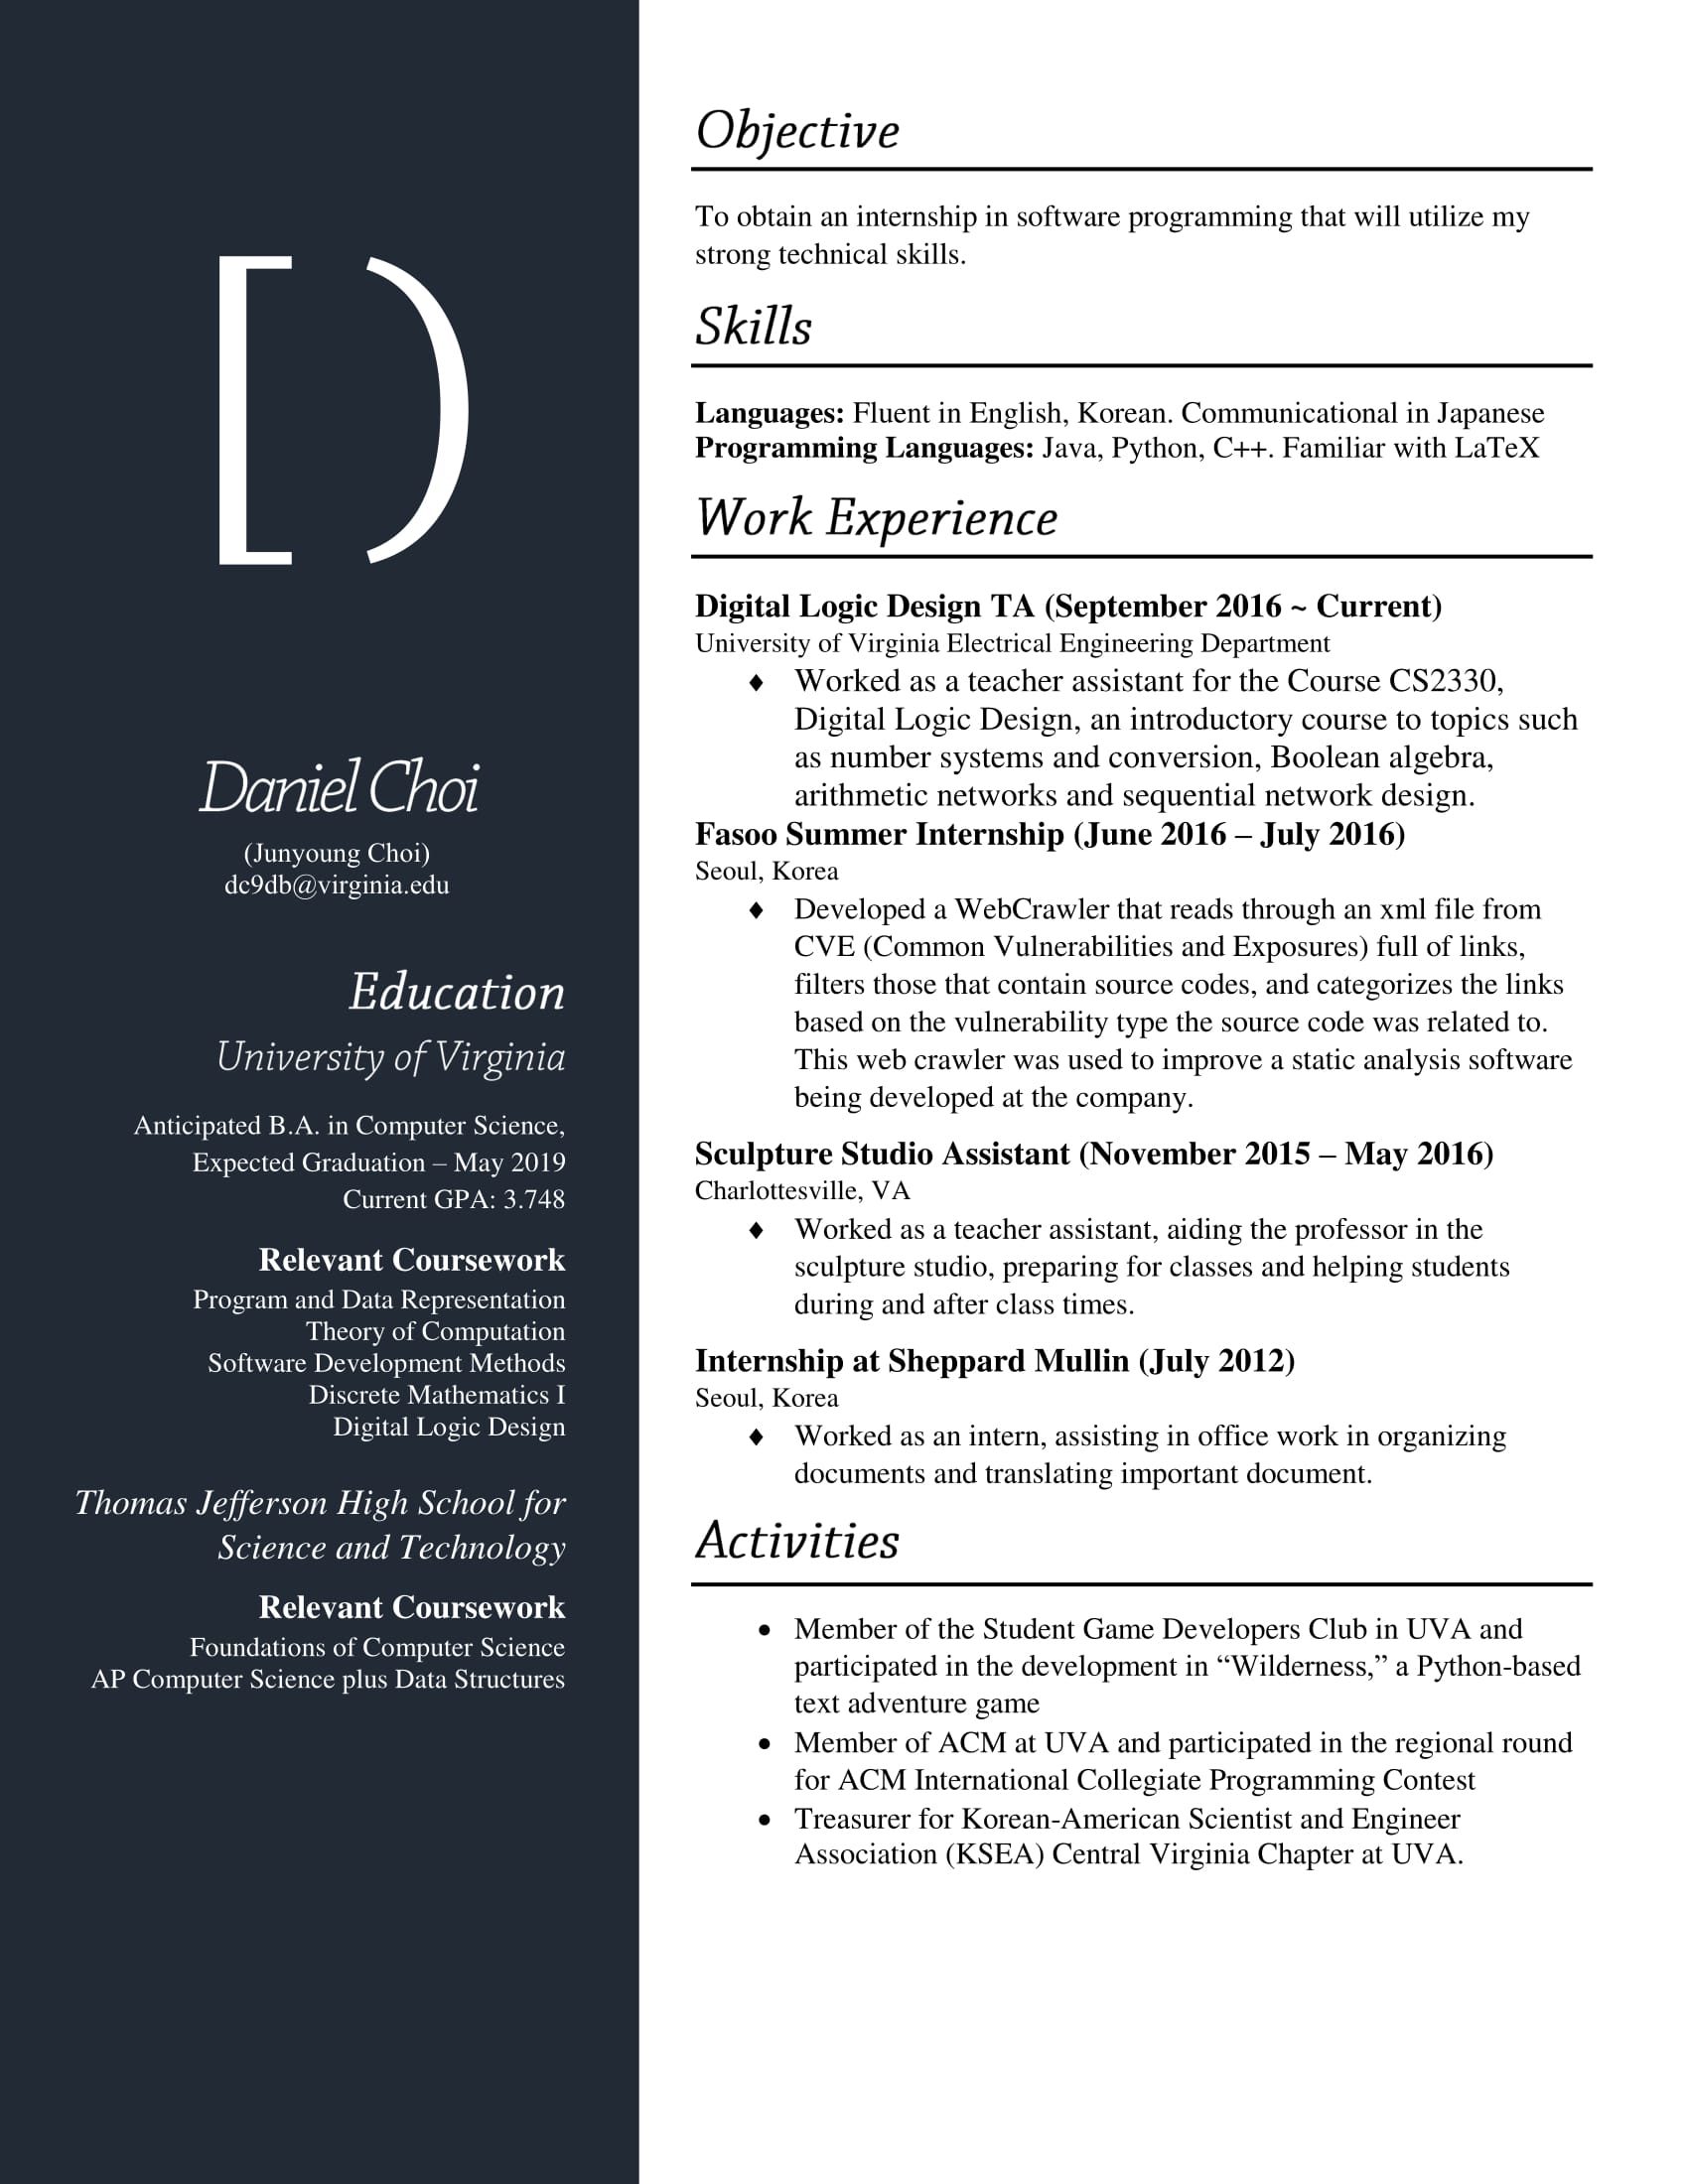 Daniel Choi
(Junyoung Choi)
dc9db@virginia.edu
Education
University of Virginia
Anticipated B.A. in Computer Science,
Expected Graduation – May 2019
Current GPA: 3.748
Relevant Coursework
Program and Data Representation
Theory of Computation
Software Development Methods
Discrete Mathematics I
Digital Logic Design
Thomas Jefferson High School for
Science and Technology
Relevant Coursework
Foundations of Computer Science
AP Computer Science plus Data Structures
Objective
To obtain an internship in software programming that will utilize my
strong technical skills.
Skills
Languages: Fluent in English, Korean. Communicational in Japanese
Programming Languages: Java, Python, C++. Familiar with LaTeX
Work Experience
Digital Logic Design TA (September 2016 ~ Current)
University of Virginia Electrical Engineering Department
♦ Worked as a teacher assistant for the Course CS2330,
Digital Logic Design, an introductory course to topics such
as number systems and conversion, Boolean algebra,
arithmetic networks and sequential network design.
Fasoo Summer Internship (June 2016 – July 2016)
Seoul, Korea
♦ Developed a WebCrawler that reads through an xml file from
CVE (Common Vulnerabilities and Exposures) full of links,
filters those that contain source codes, and categorizes the links
based on the vulnerability type the source code was related to.
This web crawler was used to improve a static analysis software
being developed at the company.
Sculpture Studio Assistant (November 2015 – May 2016)
Charlottesville, VA
♦ Worked as a teacher assistant, aiding the professor in the
sculpture studio, preparing for classes and helping students
during and after class times.
Internship at Sheppard Mullin (July 2012)
Seoul, Korea
♦ Worked as an intern, assisting in office work in organizing
documents and translating important document.
Activities
• Member of the Student Game Developers Club in UVA and
participated in the development in “Wilderness,” a Python-based
text adventure game
• Member of ACM at UVA and participated in the regional round
for ACM International Collegiate Programming Contest
• Treasurer for Korean-American Scientist and Engineer
Association (KSEA) Central Virginia Chapter at UVA.